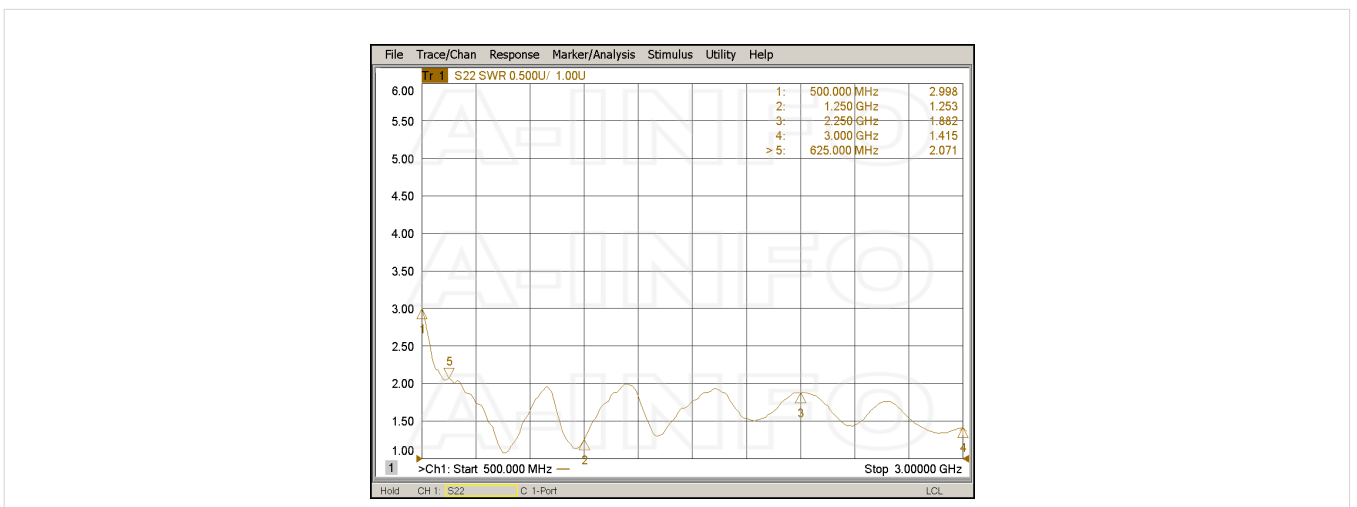 File Trace/Chan Response Marker/Analysis Stimulus Utility Help
Tr 1 S22 SWR 0.500U/ 1.00U
6.00
5.50
5.00
4.50
4.00
3.50
3.00
2.50
2.00
1.50
1.00
1: 500.000 MHz 2.998
2: 1.250 GHz 1.253
3: 2.250 GHz 1.882
4: 3.000 GHz 1.415
> 5: 625.000 MHz 2.071
A-INFO
A-INFO
A-INFO
1
5
2
3
4
1 >Ch1: Start 500.000 MHz — Stop 3.00000 GHz
Hold CH 1: S22 C 1-Port LCL